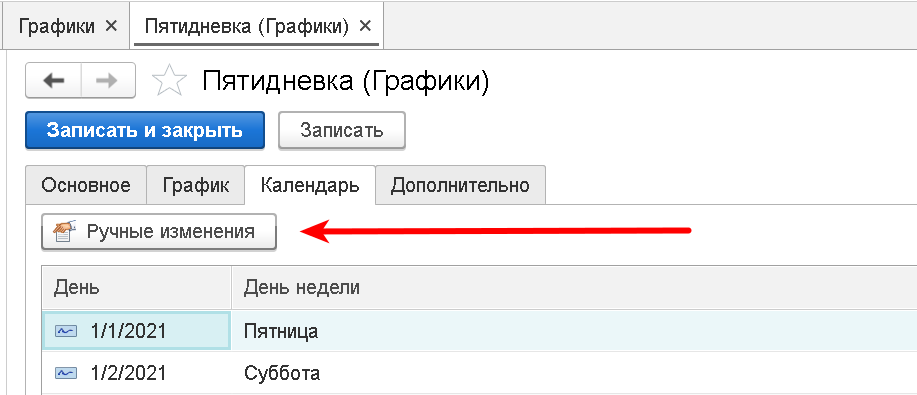 Графики × Пятидневка (Графики) ×
Пятидневка (Графики)
Записать и закрыть Записать
Основное График Календарь Дополнительно
Ручные изменения
День День недели
1/1/2021 Пятница
1/2/2021 Суббота